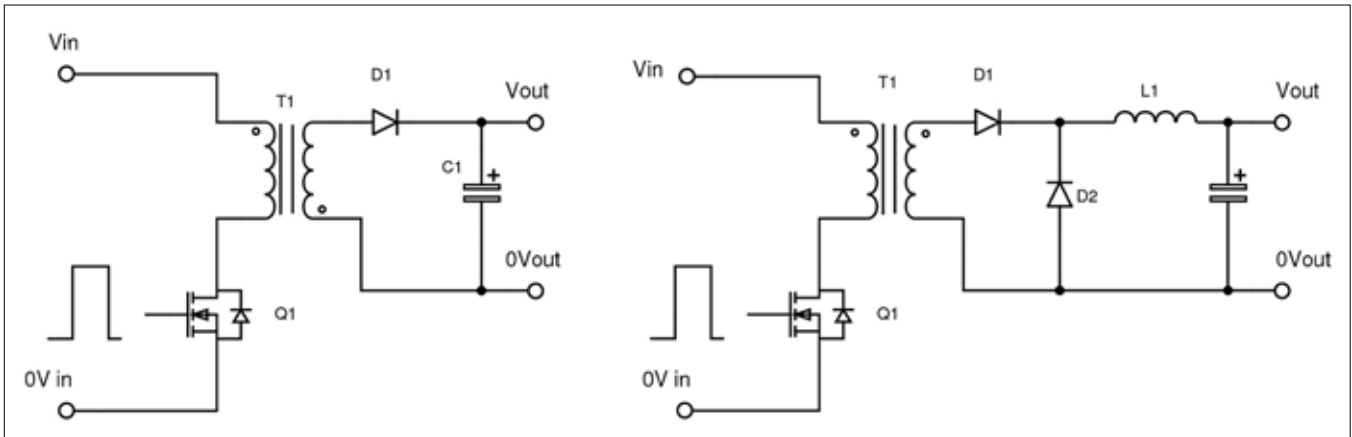 Vin
T1
D1
Vout
C1
+
0Vout
Q1
0V in
Vin
T1
D1
L1
Vout
D2
+
0Vout
Q1
0V in